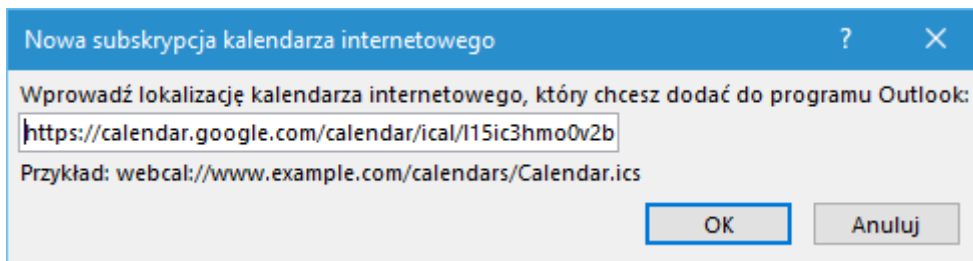 Nowa subskrypcja kalendarza internetowego ? ×
Wprowadź lokalizację kalendarza internetowego, który chcesz dodać do programu Outlook:
https://calendar.google.com/calendar/ical/l15ic3hmo0v2b
Przykład: webcal://www.example.com/calendars/Calendar.ics
OK Anuluj